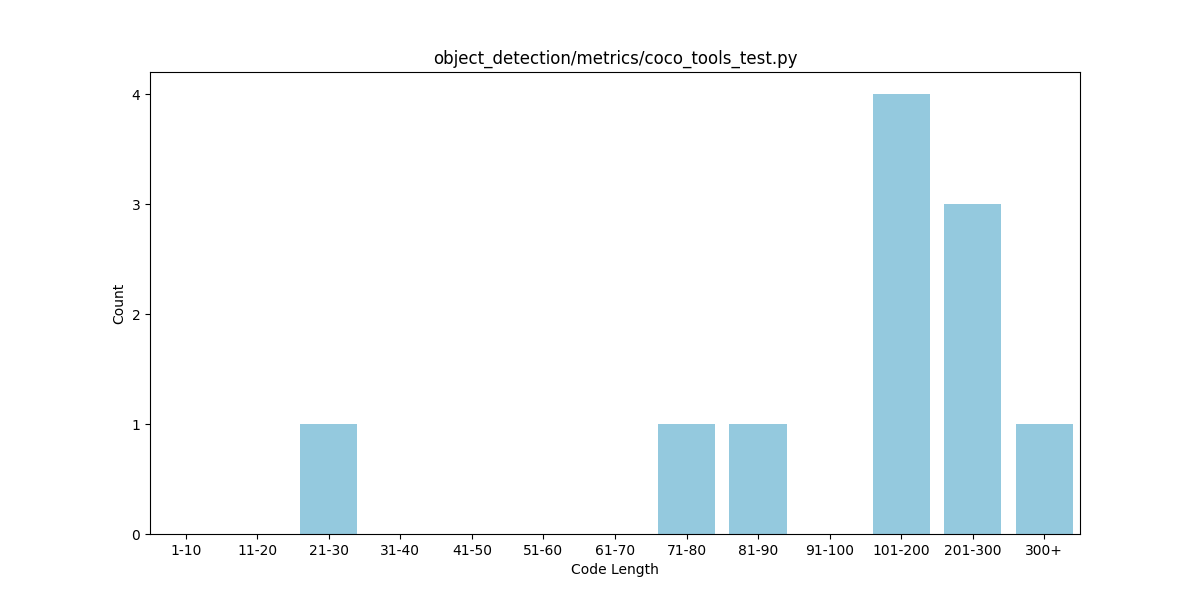 object_detection/metrics/coco_tools_test.py
4
3
2
1
0
Count
1-10 11-20 21-30 31-40 41-50 51-60 61-70 71-80 81-90 91-100 101-200 201-300 300+
Code Length